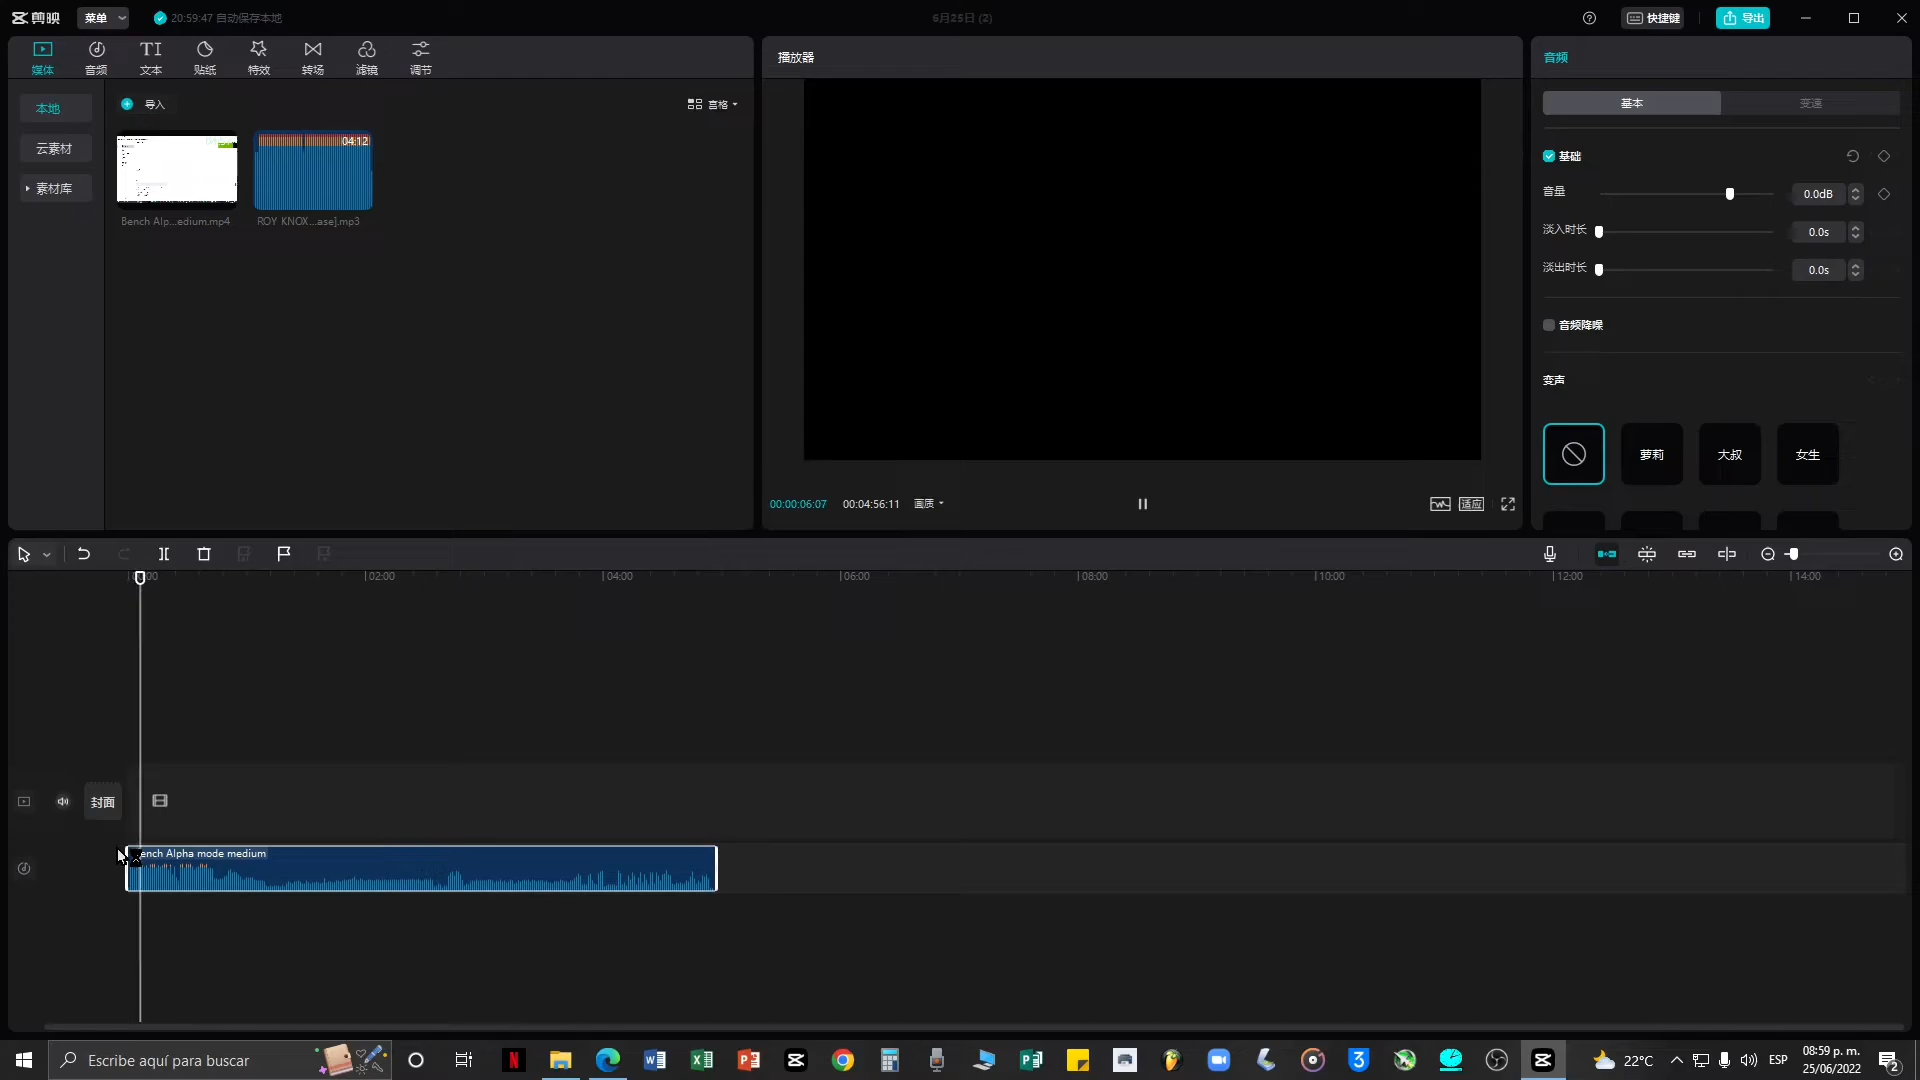 剪映
菜单
20:59:47 自动保存本地
6月25日 (2)
快捷键
导出
媒体
音频
文本
贴纸
特效
转场
滤镜
调节
播放器
音频
本地
云素材
素材库
导入
宫格
04:12
Bench Alp...edium.mp4
ROY KNOX...ase].mp3
基本
变速
基础
音量
0.0dB
淡入时长
0.0s
淡出时长
0.0s
音频降噪
变声
萝莉
大叔
女生
00:00:06:07
00:04:56:11
画质
适应
02:00
04:00
06:00
08:00
10:00
12:00
14:00
封面
ench Alpha mode medium
Escribe aquí para buscar
22°C
ESP
08:59 p. m.
25/06/2022
2